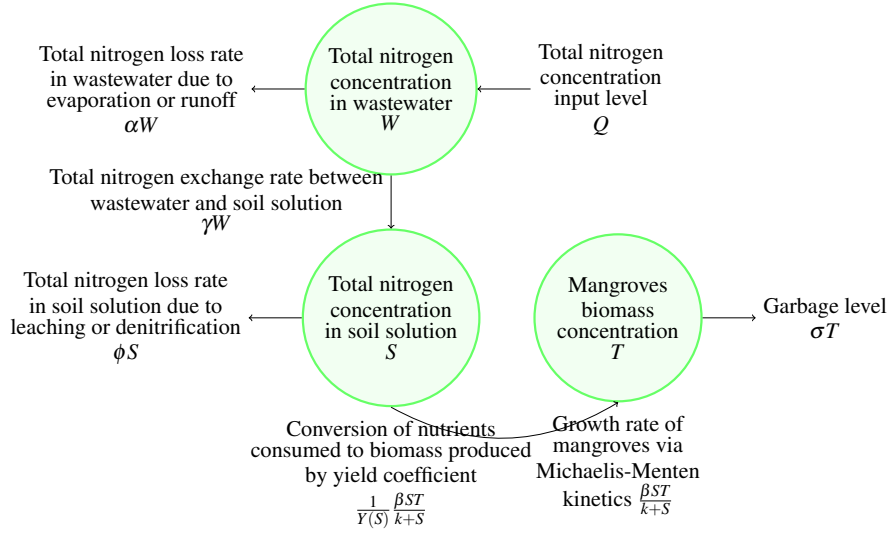 Total nitrogen loss rate
in wastewater due to
evaporation or runoff
αW
Total nitrogen
concentration
in wastewater
W
Total nitrogen
concentration
input level
Q
Total nitrogen exchange rate between
wastewater and soil solution
γW
Total nitrogen loss rate
in soil solution due to
leaching or denitrification
ϕS
Total nitrogen
concentration
in soil solution
S
Mangroves
biomass
concentration
T
Garbage level
σT
Conversion of nutrients
consumed to biomass produced
by yield coefficient
1/Y(S) βST/k+S
Growth rate of
mangroves via
Michaelis-Menten
kinetics βST/k+S